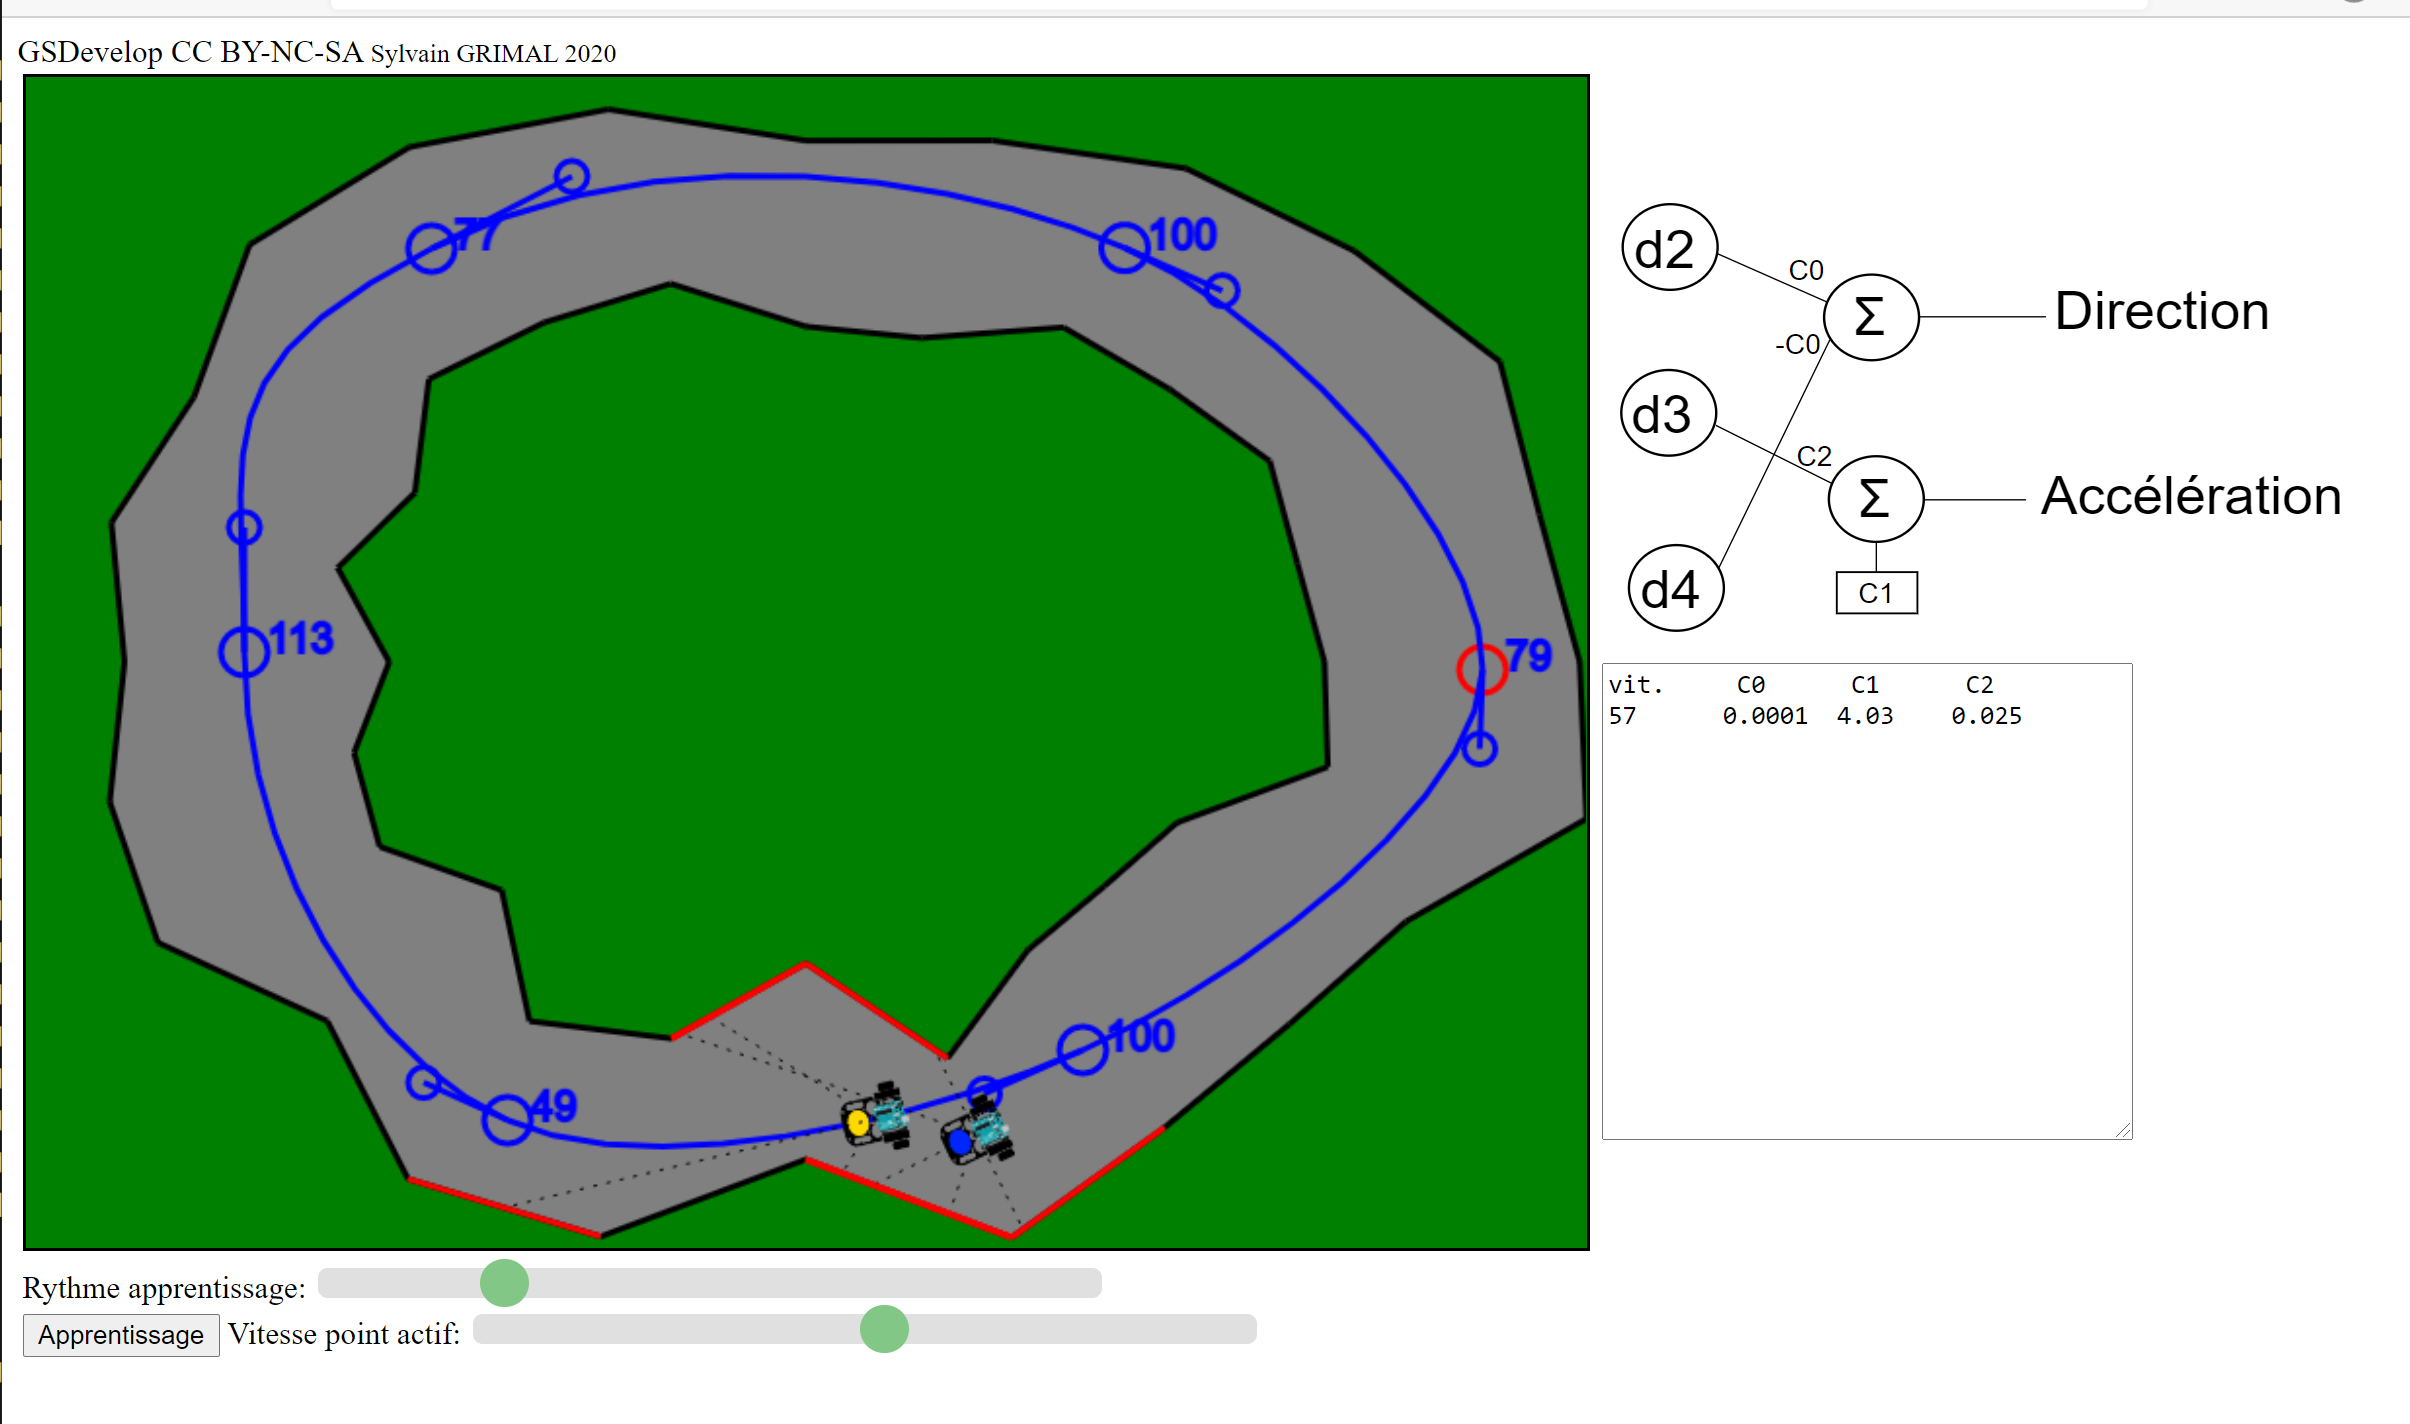 GSDevelop CC BY-NC-SA Sylvain GRIMAL 2020
77
100
113
79
49
100
d2
C0
Σ
Direction
-C0
d3
C2
Σ
Accélération
d4
C1
vit. C0 C1 C2
57 0.0001 4.03 0.025
Rythme apprentissage:
Apprentissage Vitesse point actif: